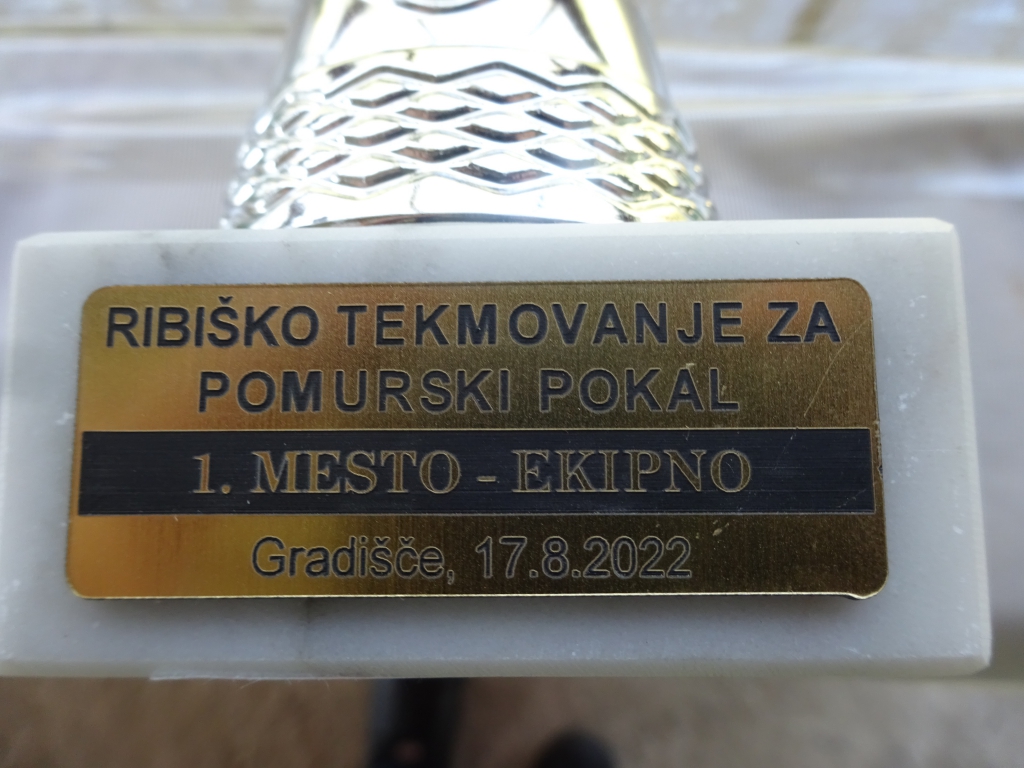 RIBIŠKO TEKMOVANJE ZA
POMURSKI POKAL
1. MESTO - EKIPNO
Gradišče, 17.8.2022